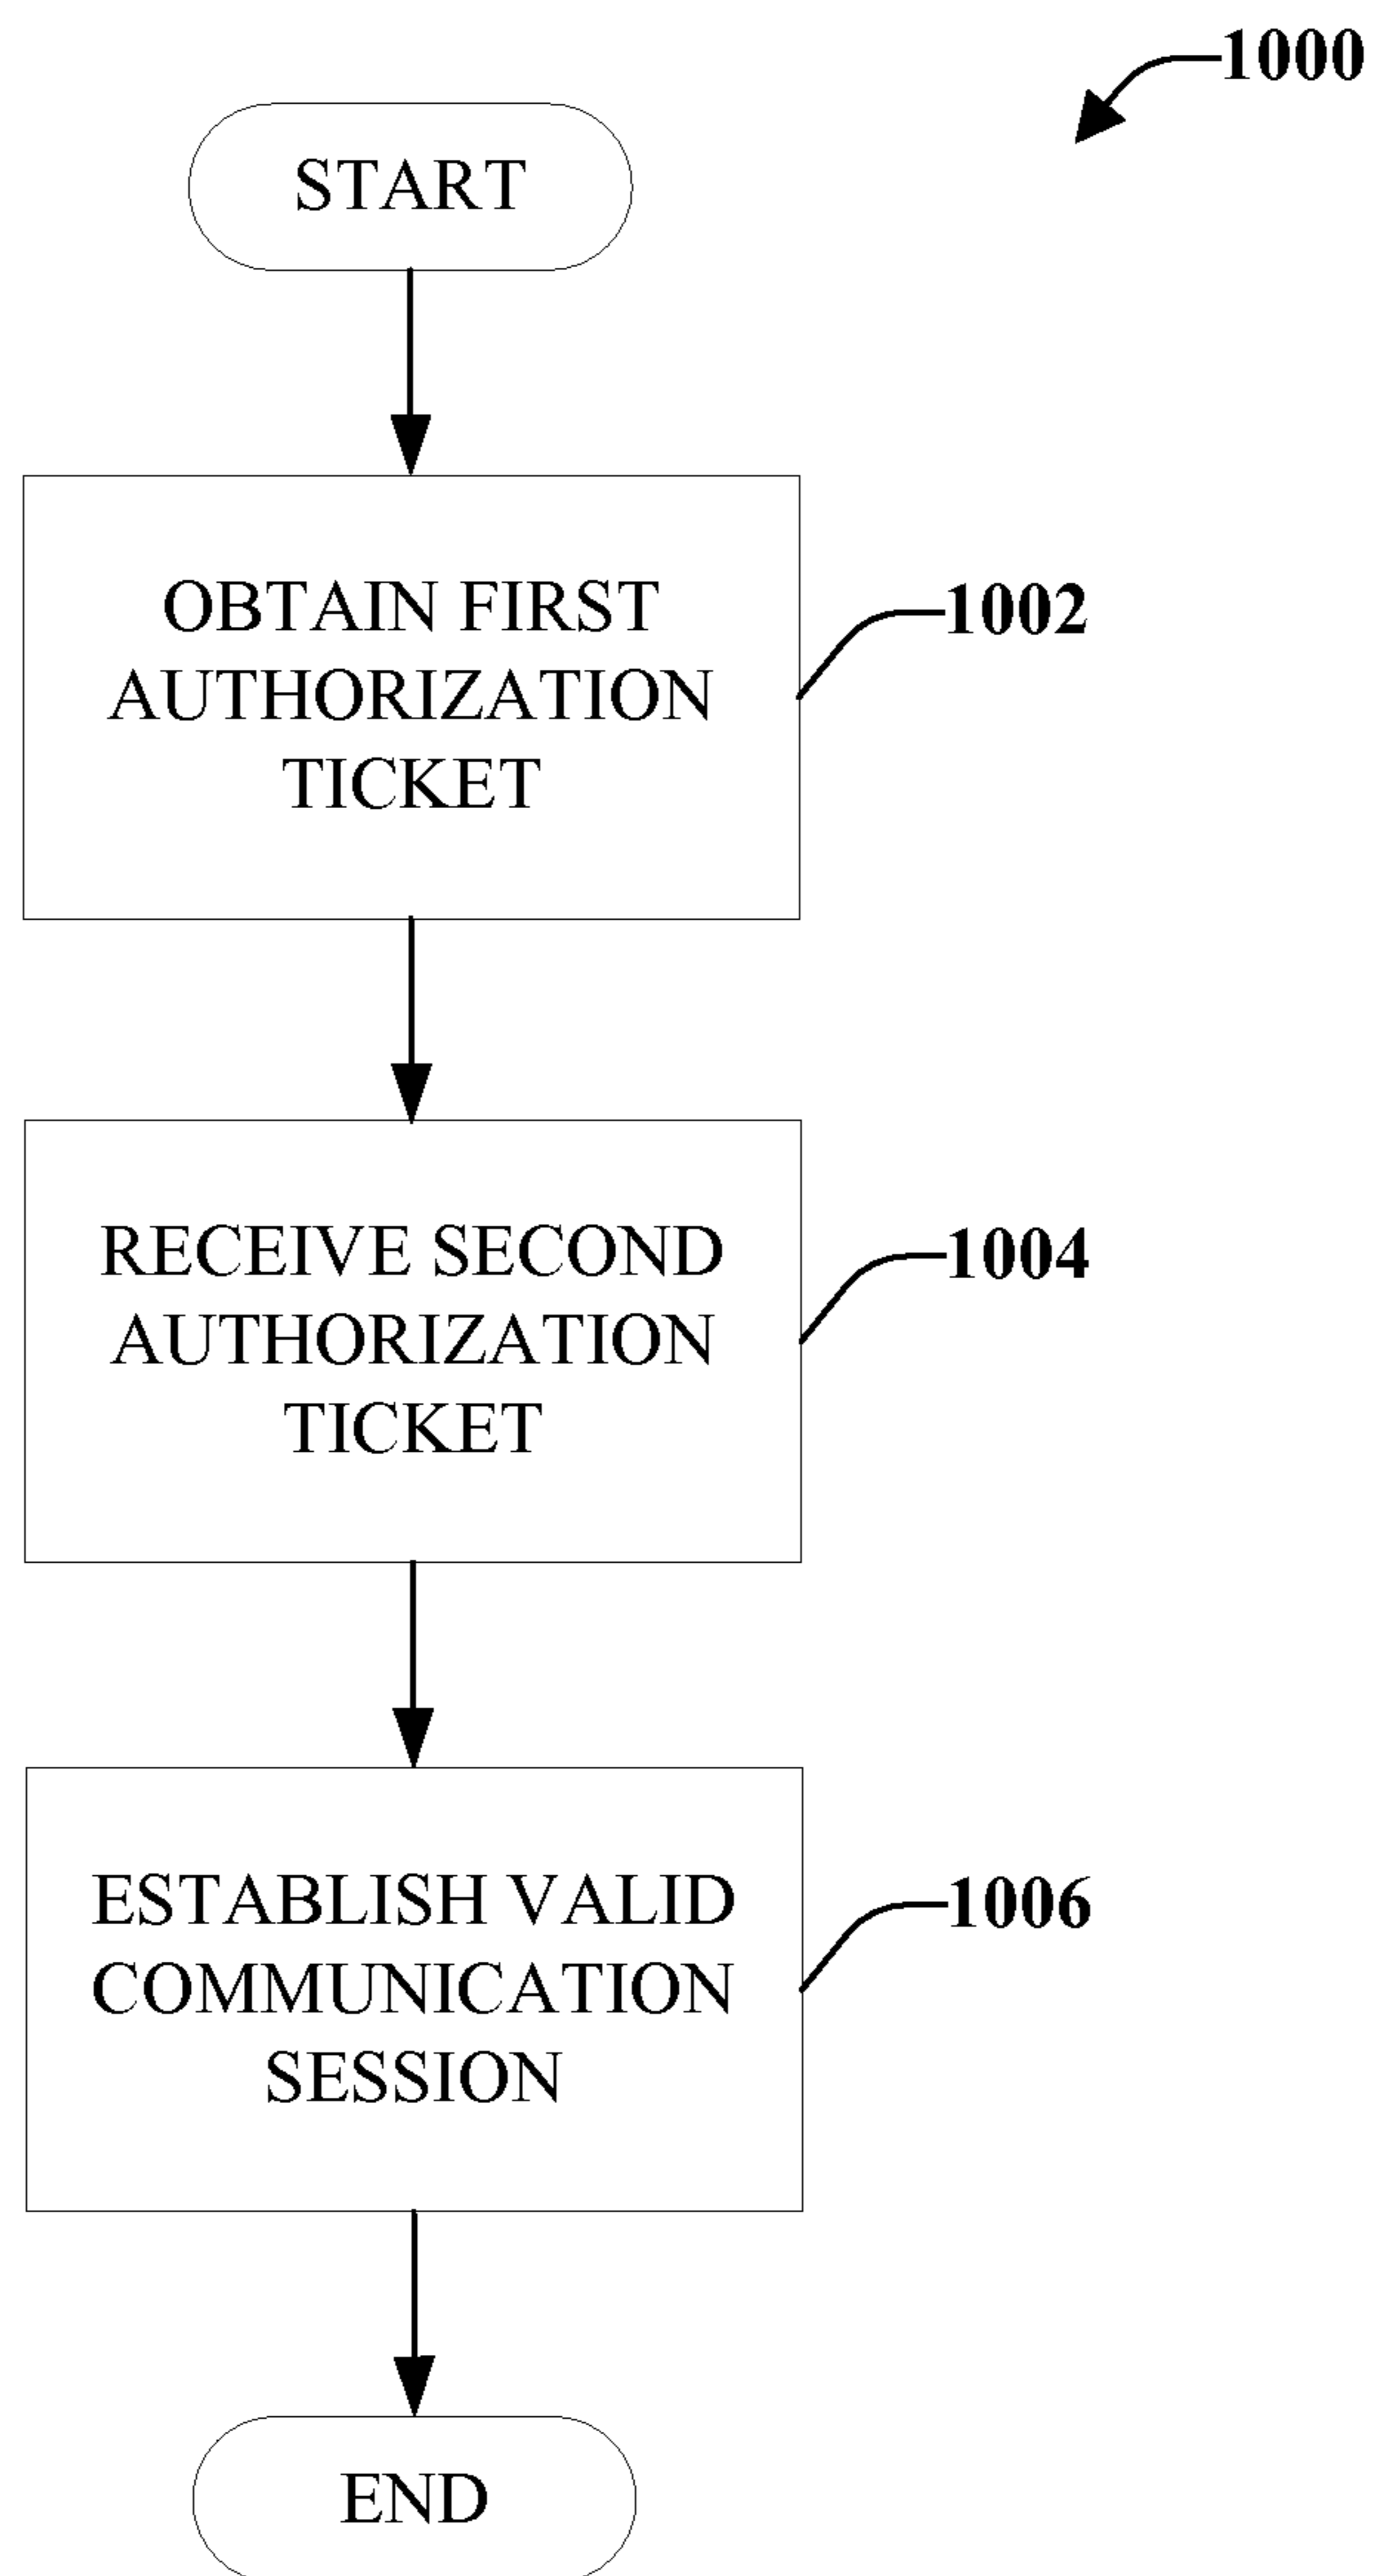 1000
START
OBTAIN FIRST
AUTHORIZATION
TICKET
1002
RECEIVE SECOND
AUTHORIZATION
TICKET
1004
ESTABLISH VALID
COMMUNICATION
SESSION
1006
END